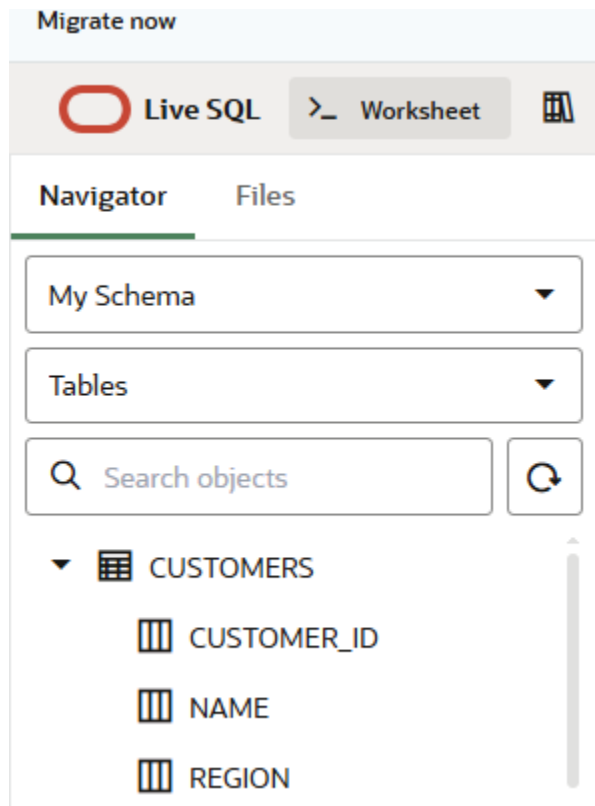 Migrate now
Live SQL >_ Worksheet
Navigator Files
My Schema
Tables
Search objects
CUSTOMERS
CUSTOMER_ID
NAME
REGION